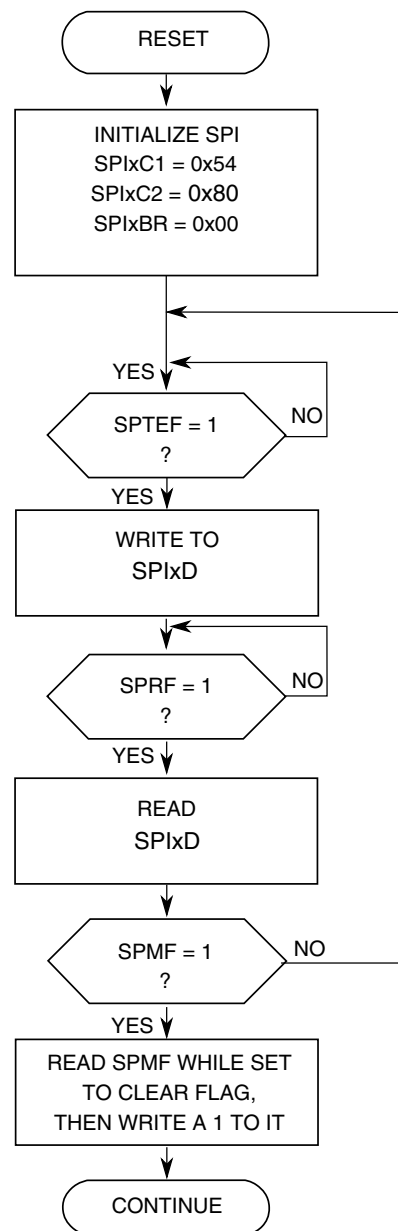 RESET
INITIALIZE SPI
SPIxC1 = 0x54
SPIxC2 = 0x80
SPIxBR = 0x00
YES
SPTEF = 1
?
NO
YES
WRITE TO
SPIxD
SPRF = 1
?
NO
YES
READ
SPIxD
SPMF = 1
?
NO
YES
READ SPMF WHILE SET
TO CLEAR FLAG,
THEN WRITE A 1 TO IT
CONTINUE